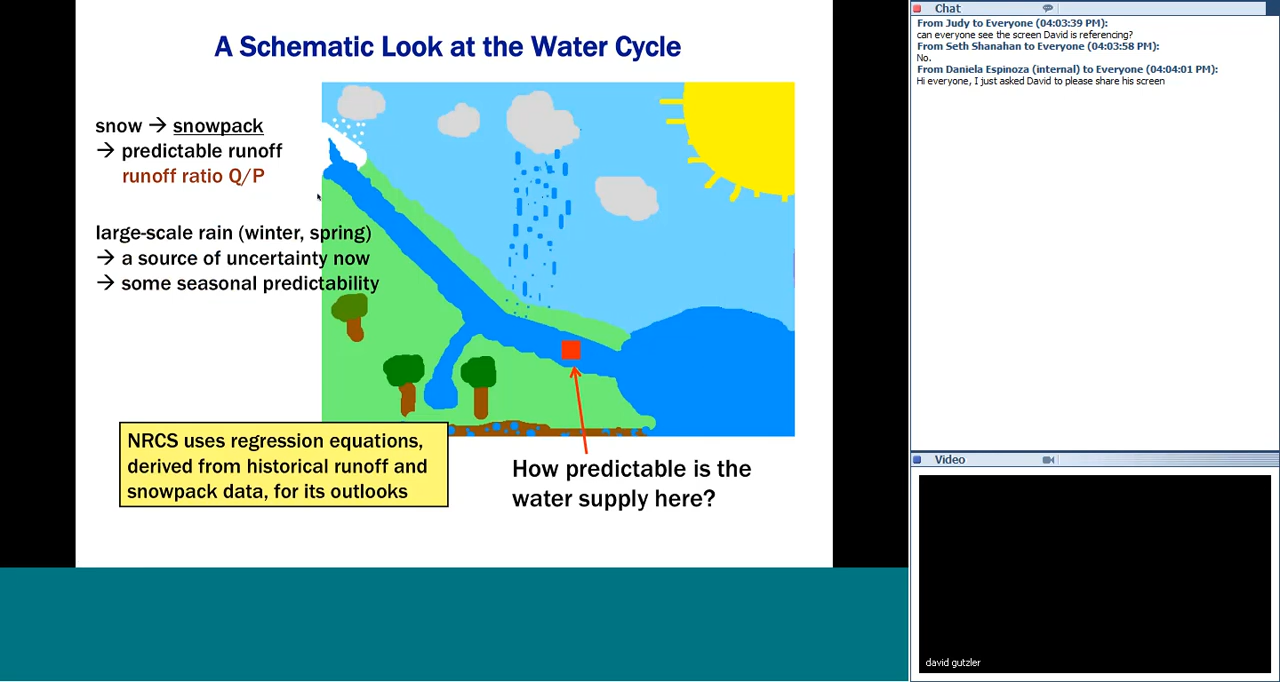 A Schematic Look at the Water Cycle
snow → snowpack
→ predictable runoff
runoff ratio Q/P
large-scale rain (winter, spring)
→ a source of uncertainty now
→ some seasonal predictability
NRCS uses regression equations,
derived from historical runoff and
snowpack data, for its outlooks
How predictable is the
water supply here?
Chat
From Judy to Everyone (04:03:39 PM):
can everyone see the screen David is referencing?
From Seth Shanahan to Everyone (04:03:58 PM):
No.
From Daniela Espinoza (internal) to Everyone (04:04:01 PM):
Hi everyone, I just asked David to please share his screen
Video
david gutzler